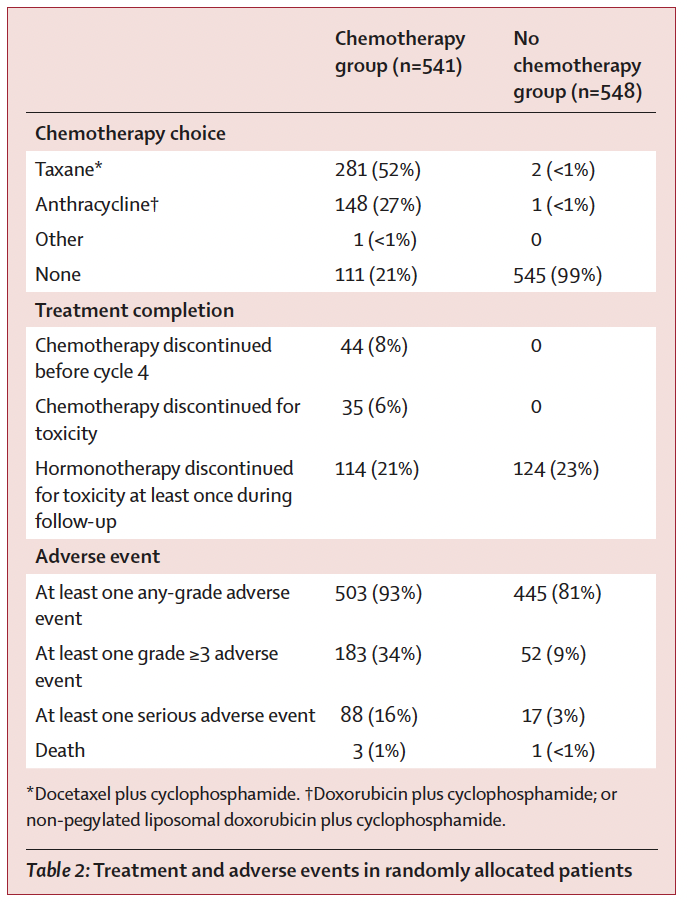 Chemotherapy group (n=541) No chemotherapy group (n=548)
Chemotherapy choice
Taxane* 281 (52%) 2 (<1%)
Anthracycline† 148 (27%) 1 (<1%)
Other 1 (<1%) 0
None 111 (21%) 545 (99%)
Treatment completion
Chemotherapy discontinued before cycle 4 44 (8%) 0
Chemotherapy discontinued for toxicity 35 (6%) 0
Hormonotherapy discontinued for toxicity at least once during follow-up 114 (21%) 124 (23%)
Adverse event
At least one any-grade adverse event 503 (93%) 445 (81%)
At least one grade ≥3 adverse event 183 (34%) 52 (9%)
At least one serious adverse event 88 (16%) 17 (3%)
Death 3 (1%) 1 (<1%)
*Docetaxel plus cyclophosphamide. †Doxorubicin plus cyclophosphamide; or
non-pegylated liposomal doxorubicin plus cyclophosphamide.
Table 2: Treatment and adverse events in randomly allocated patients